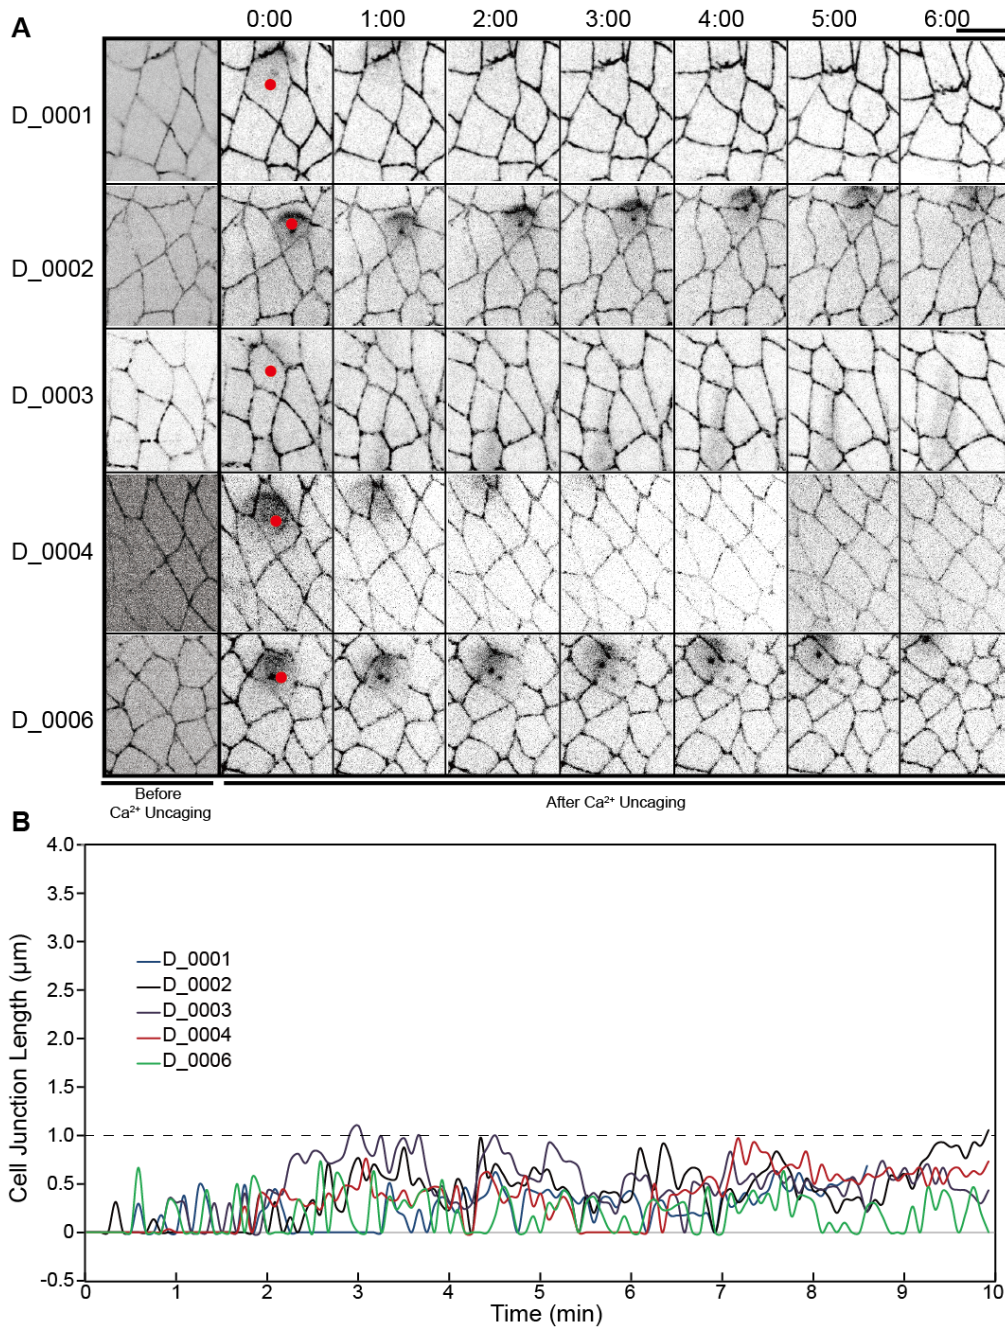 A
0:00 1:00 2:00 3:00 4:00 5:00 6:00
D_0001
D_0002
D_0003
D_0004
D_0006
Before
Ca²⁺ Uncaging
After Ca²⁺ Uncaging
B
4.0
3.5
3.0
2.5
2.0
1.5
1.0
0.5
0
-0.5
Cell Junction Length (µm)
D_0001
D_0002
D_0003
D_0004
D_0006
0 1 2 3 4 5 6 7 8 9 10
Time (min)